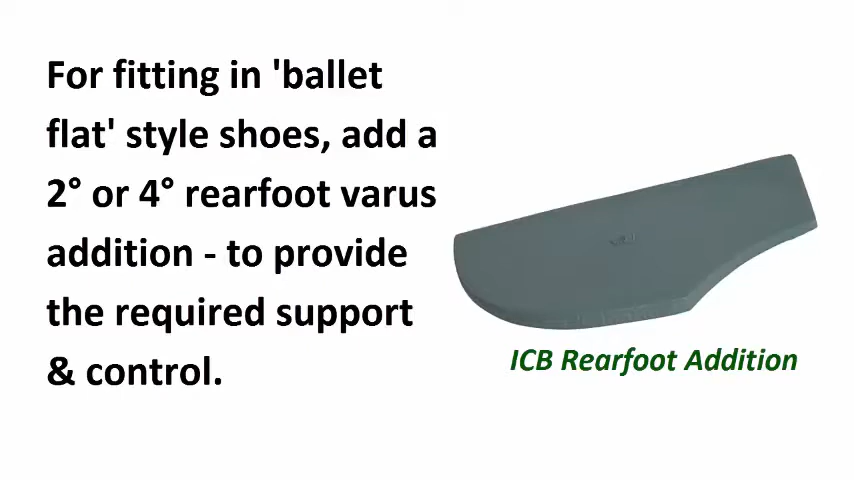 For fitting in 'ballet
flat' style shoes, add a
2° or 4° rearfoot varus
addition - to provide
the required support
& control.
ICB Rearfoot Addition